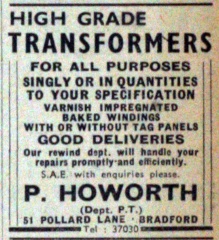 HIGH GRADE
TRANSFORMERS
FOR ALL PURPOSES
SINGLY OR IN QUANTITIES
TO YOUR SPECIFICATION
VARNISH IMPREGNATED
BAKED WINDINGS
WITH OR WITHOUT TAG PANELS
GOOD DELIVERIES
Our rewind dept. will handle your
repairs promptly and efficiently.
S.A.E. with enquiries please.
P. HOWORTH
(Dept. P.T.)
51 POLLARD LANE · BRADFORD
Tel : 37030